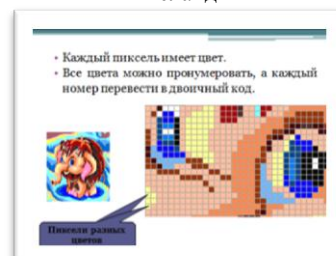 • Каждый пиксель имеет цвет.
• Все цвета можно пронумеровать, а каждый
номер перевести в двоичный код.
Пиксели разных
цветов